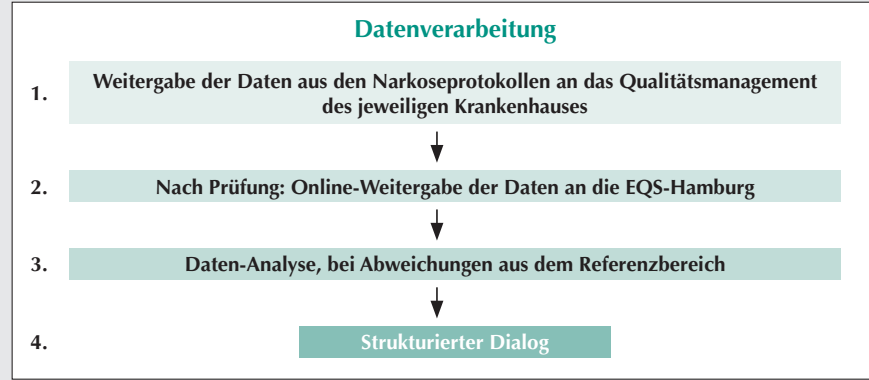 Datenverarbeitung
1. Weitergabe der Daten aus den Narkoseprotokollen an das Qualitätsmanagement
des jeweiligen Krankenhauses
2. Nach Prüfung: Online-Weitergabe der Daten an die EQS-Hamburg
3. Daten-Analyse, bei Abweichungen aus dem Referenzbereich
4. Strukturierter Dialog